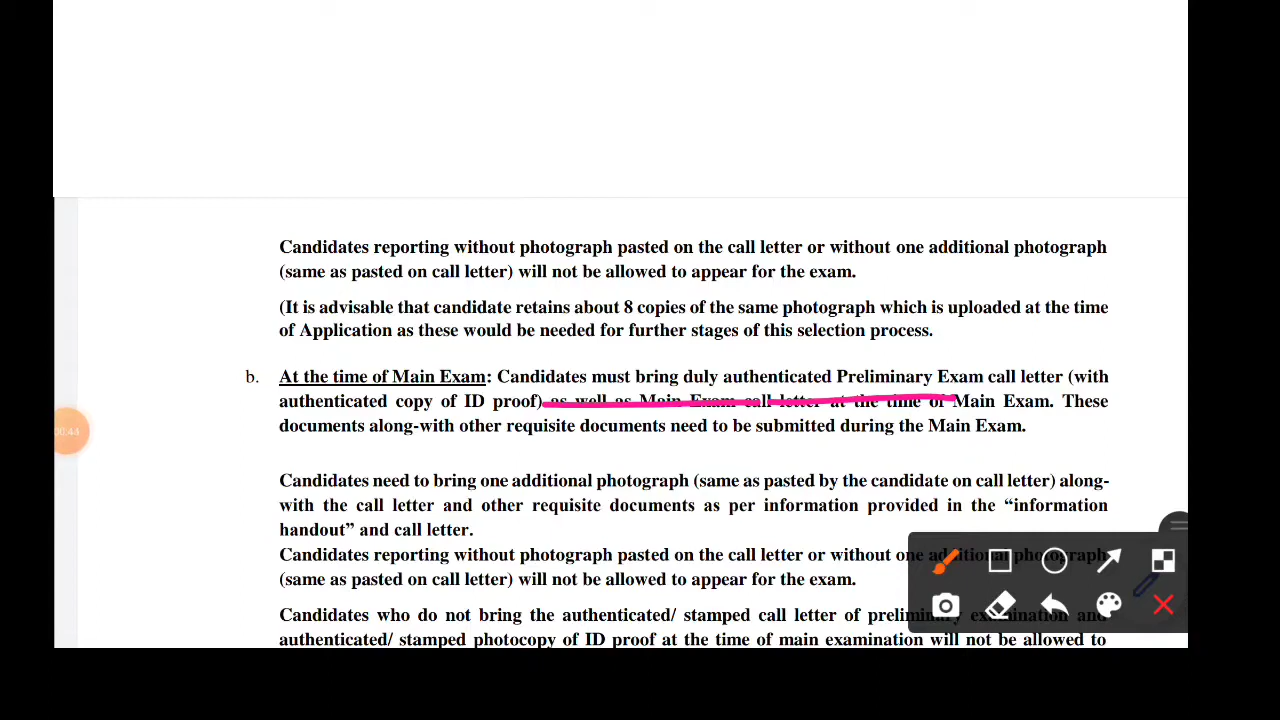 Candidates reporting without photograph pasted on the call letter or without one additional photograph
(same as pasted on call letter) will not be allowed to appear for the exam.
(It is advisable that candidate retains about 8 copies of the same photograph which is uploaded at the time
of Application as these would be needed for further stages of this selection process.
b. At the time of Main Exam: Candidates must bring duly authenticated Preliminary Exam call letter (with
authenticated copy of ID proof) as well as Main Exam call letter at the time of Main Exam. These
documents along-with other requisite documents need to be submitted during the Main Exam.
00:44
Candidates need to bring one additional photograph (same as pasted by the candidate on call letter) along-
with the call letter and other requisite documents as per information provided in the “information
handout” and call letter.
Candidates reporting without photograph pasted on the call letter or without one additional photograph
(same as pasted on call letter) will not be allowed to appear for the exam.
Candidates who do not bring the authenticated/ stamped call letter of preliminary examination and
authenticated/ stamped photocopy of ID proof at the time of main examination will not be allowed to